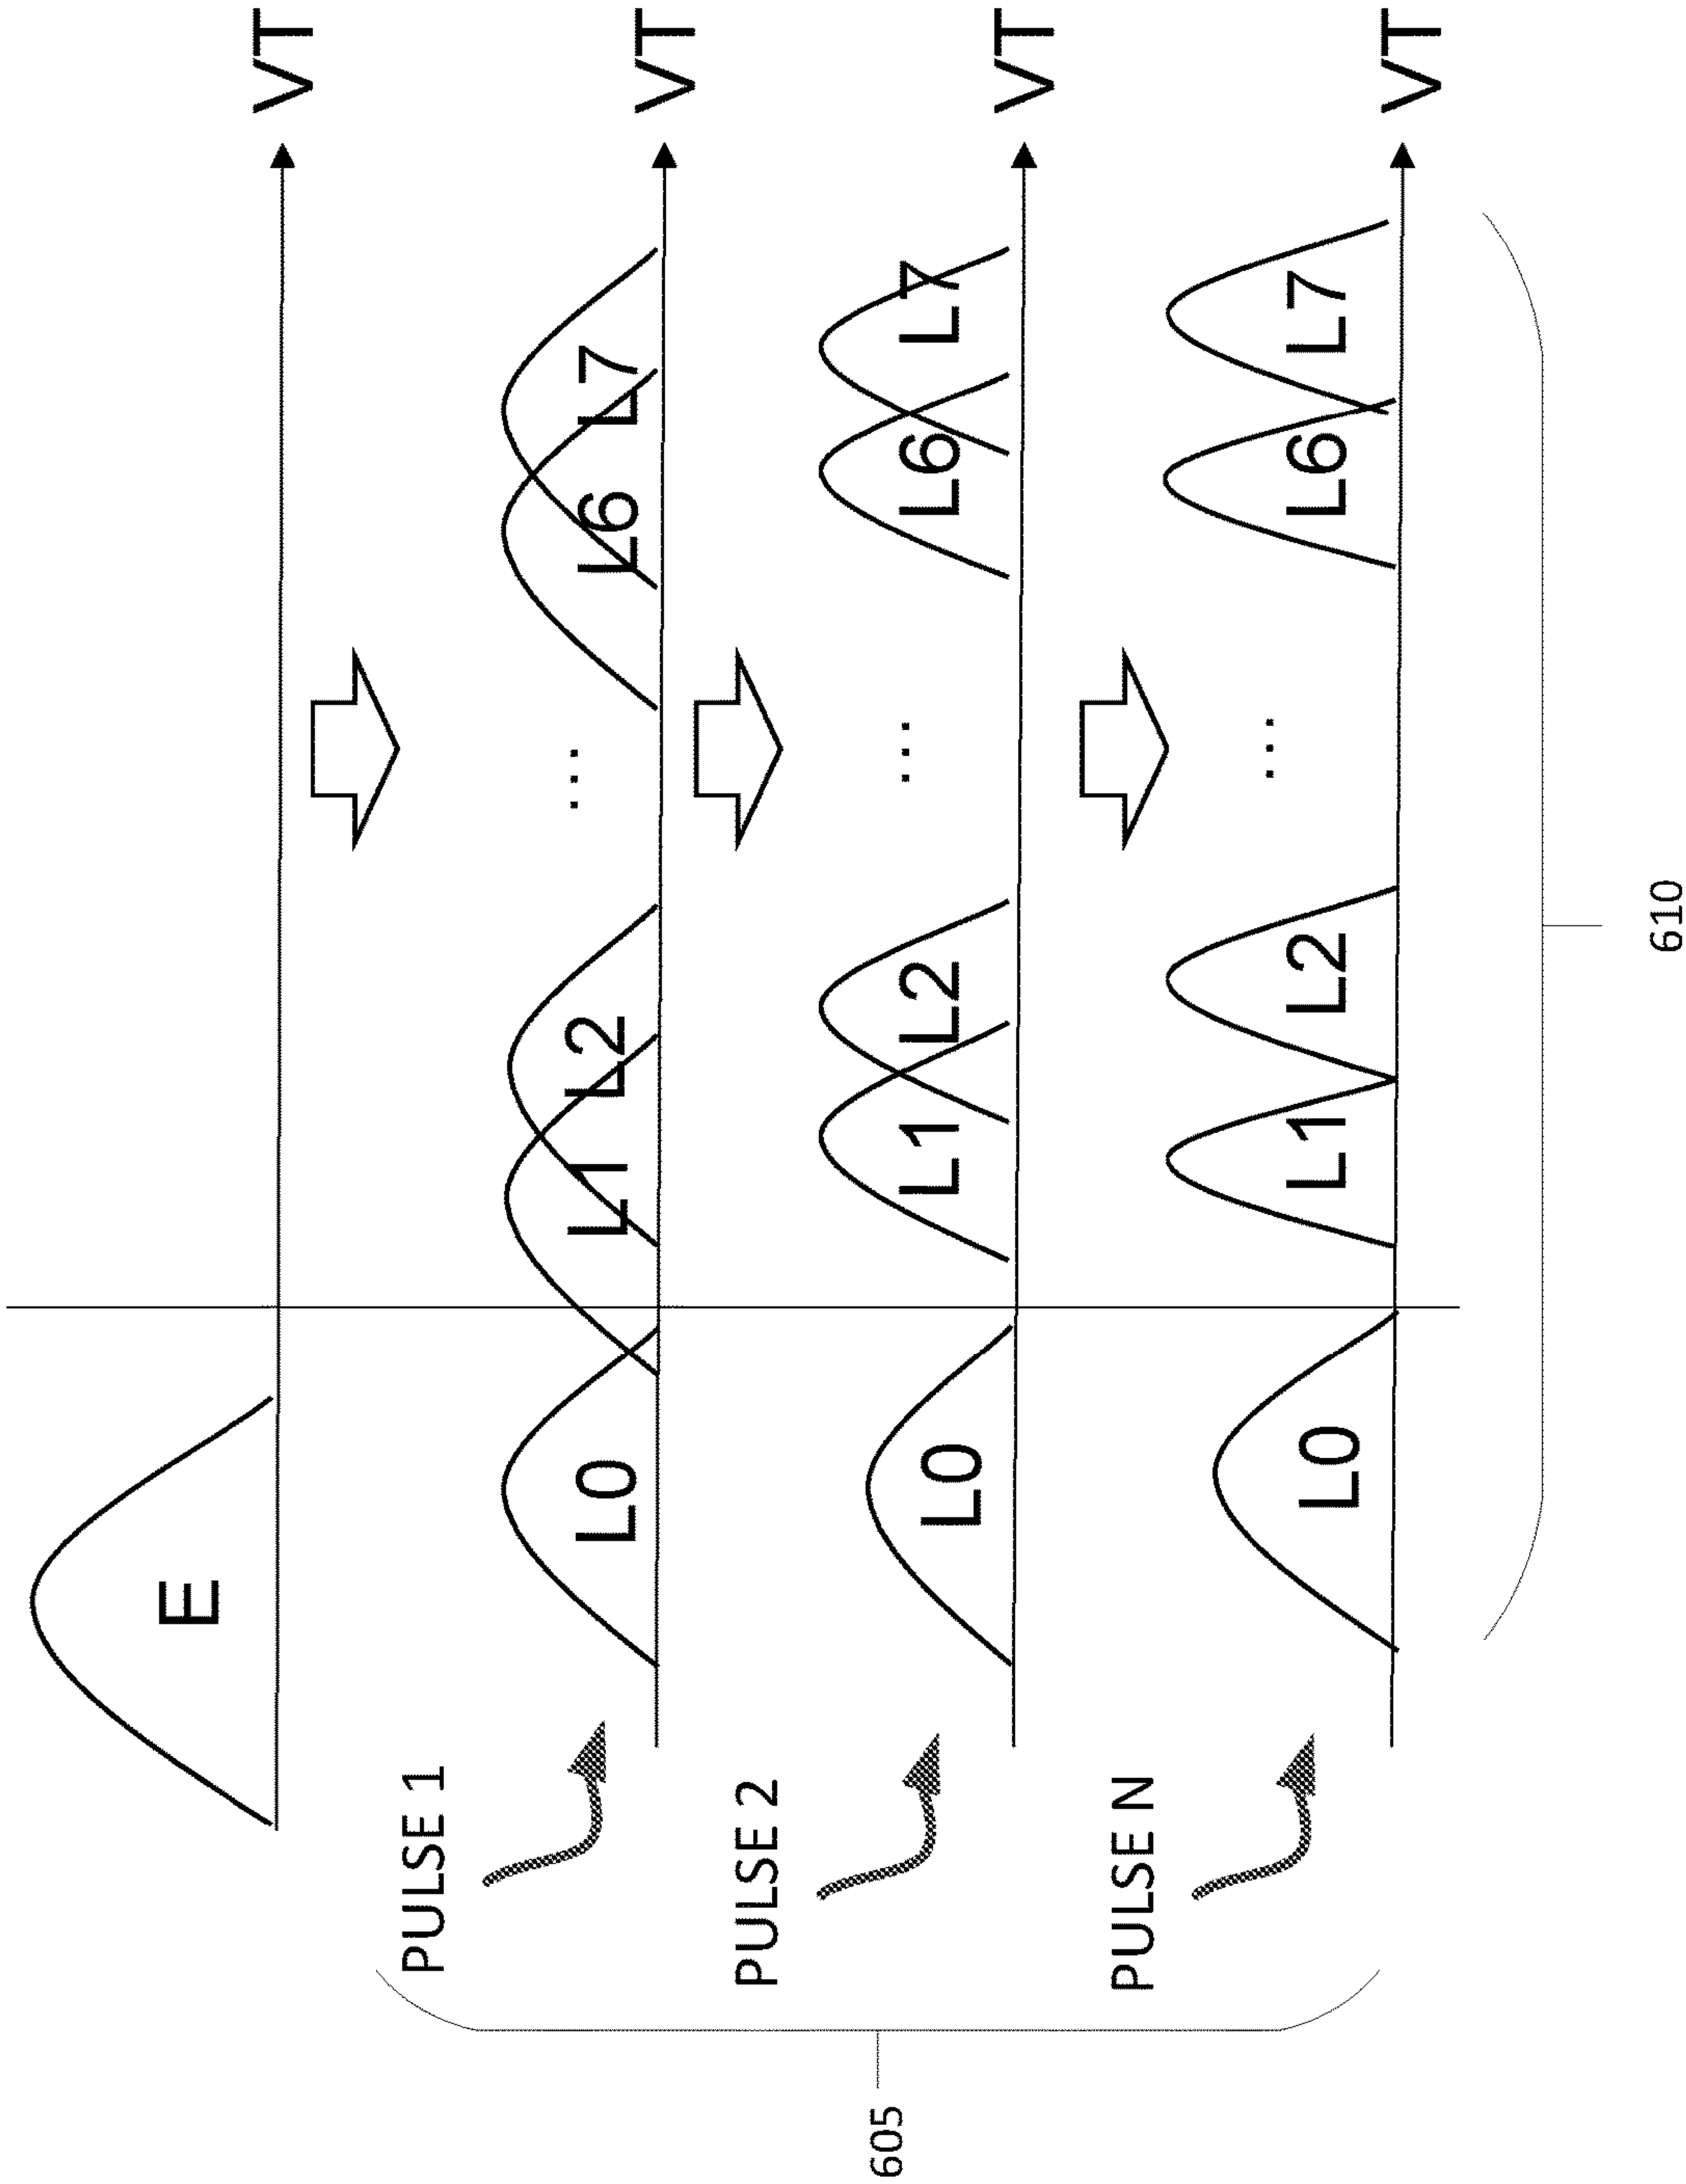 E
VT
PULSE 1
L0 L1 L2 ... L6 L7
VT
PULSE 2
L0 L1 L2 ... L6 L7
VT
PULSE N
L0 L1 L2 ... L6 L7
VT
605
610